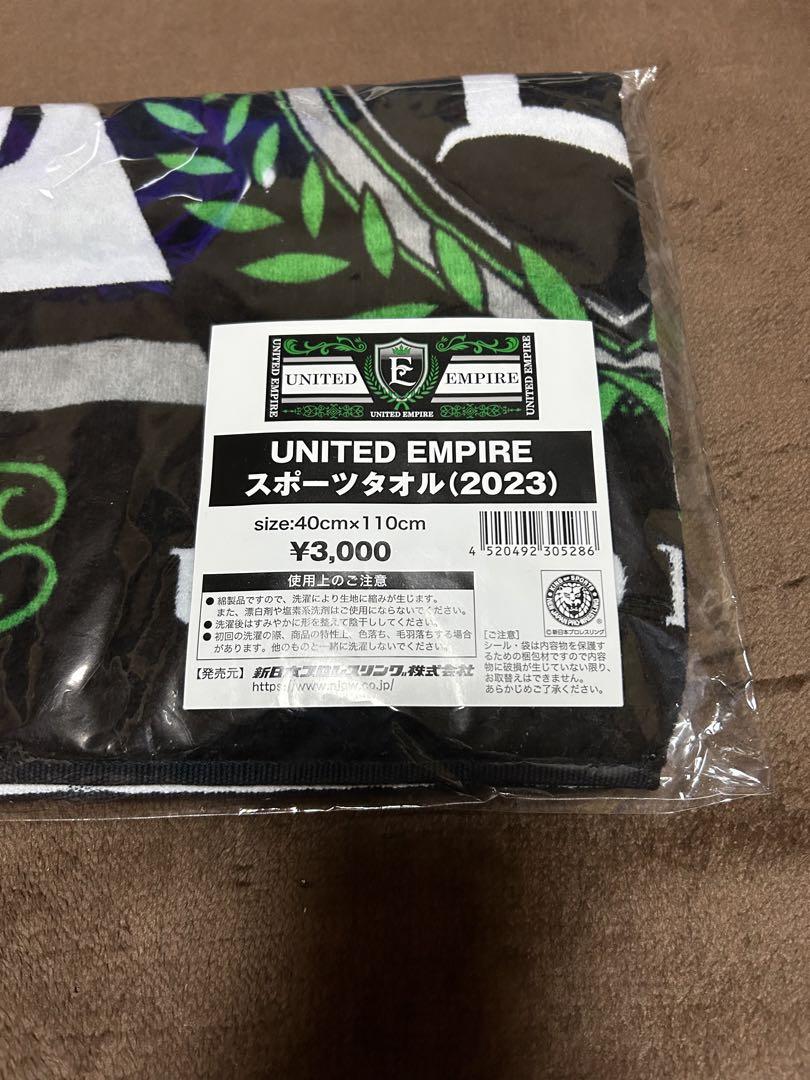 UNITED EMPIRE
UNITED
E
EMPIRE
UNITED EMPIRE
UNITED EMPIRE
UNITED EMPIRE
スポーツタオル(2023)
size:40cm×110cm
¥3,000
4 520492 305286
使用上のご注意
●綿製品ですので、洗濯により生地に縮みが生じます。
また、漂白剤や塩素系洗剤はご使用にならないでください。
●洗濯後はすみやかに形を整えて陰干ししてください。
●初回の洗濯の際、商品の特性上、色落ち、毛羽落ちする場合
があります。他のものと一緒に洗濯しないでください。
KING OF SPORTS
NEW JAPAN PRO-WRESTLING
©新日本プロレスリング
[ご注意]
シール・袋は内容物を保護す
るための梱包材ですので内容
物に破損が生じていない限り、
お取替えはできません。
あらかじめご了承ください。
【発売元】新日本プロレスリング株式会社
https://www.njpw.co.jp/